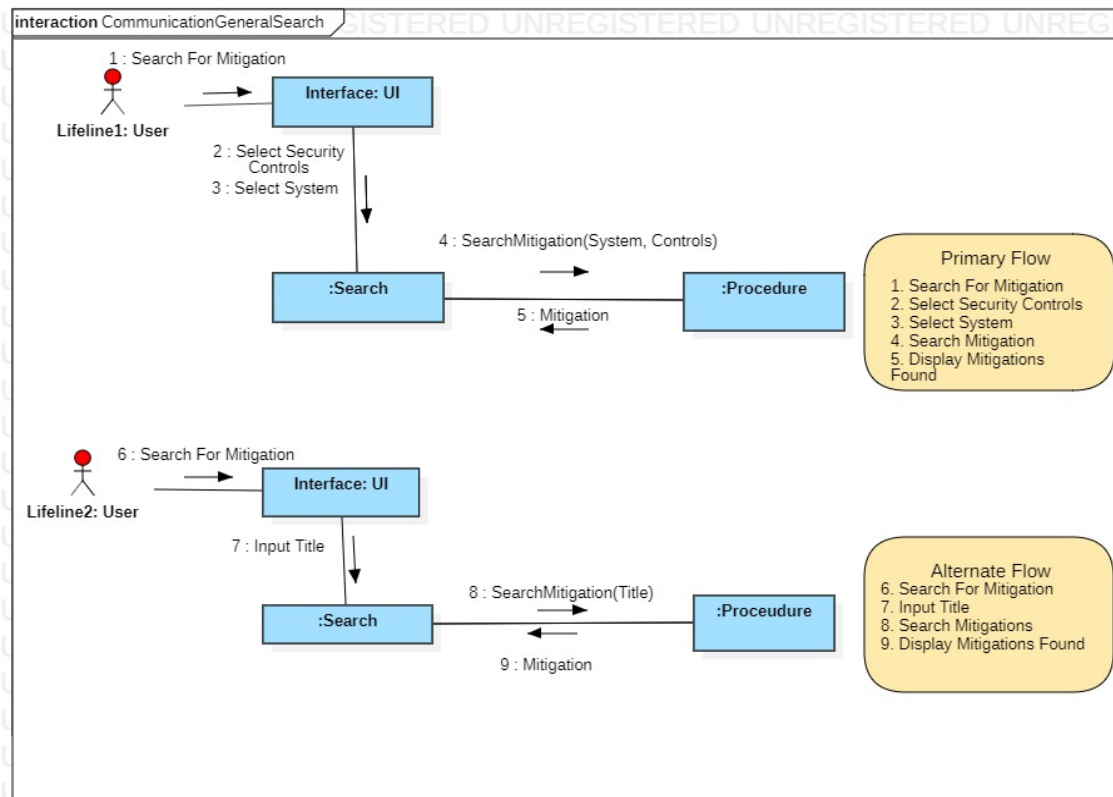 interaction CommunicationGeneralSearch
GISTERED UNREGISTERED UNREGISTERED UNREG
1 : Search For Mitigation
Lifeline1: User
Interface: UI
2 : Select Security
Controls
3 : Select System
4 : SearchMitigation(System, Controls)
:Search
:Procedure
5 : Mitigation
Primary Flow
1. Search For Mitigation
2. Select Security Controls
3. Select System
4. Search Mitigation
5. Display Mitigations
Found
6 : Search For Mitigation
Lifeline2: User
Interface: UI
7 : Input Title
8 : SearchMitigation(Title)
:Search
:Proceudure
9 : Mitigation
Alternate Flow
6. Search For Mitigation
7. Input Title
8. Search Mitigations
9. Display Mitigations Found